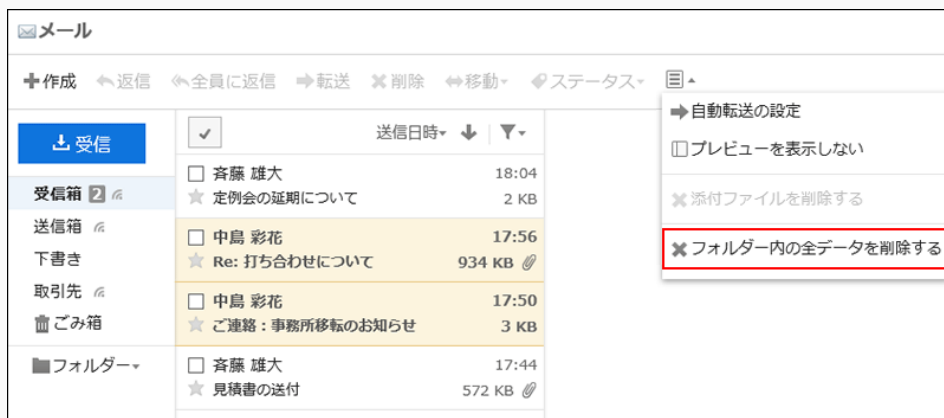 メール
作成 返信 全員に返信 転送 削除 移動 ステータス
自動転送の設定
プレビューを表示しない
添付ファイルを削除する
フォルダー内の全データを削除する
受信
受信箱 2
送信箱
下書き
取引先
ごみ箱
フォルダー
送信日時
斉藤 雄大 18:04
定例会の延期について 2 KB
中島 彩花 17:56
Re: 打ち合わせについて 934 KB
中島 彩花 17:50
ご連絡：事務所移転のお知らせ 3 KB
斉藤 雄大 17:44
見積書の送付 572 KB